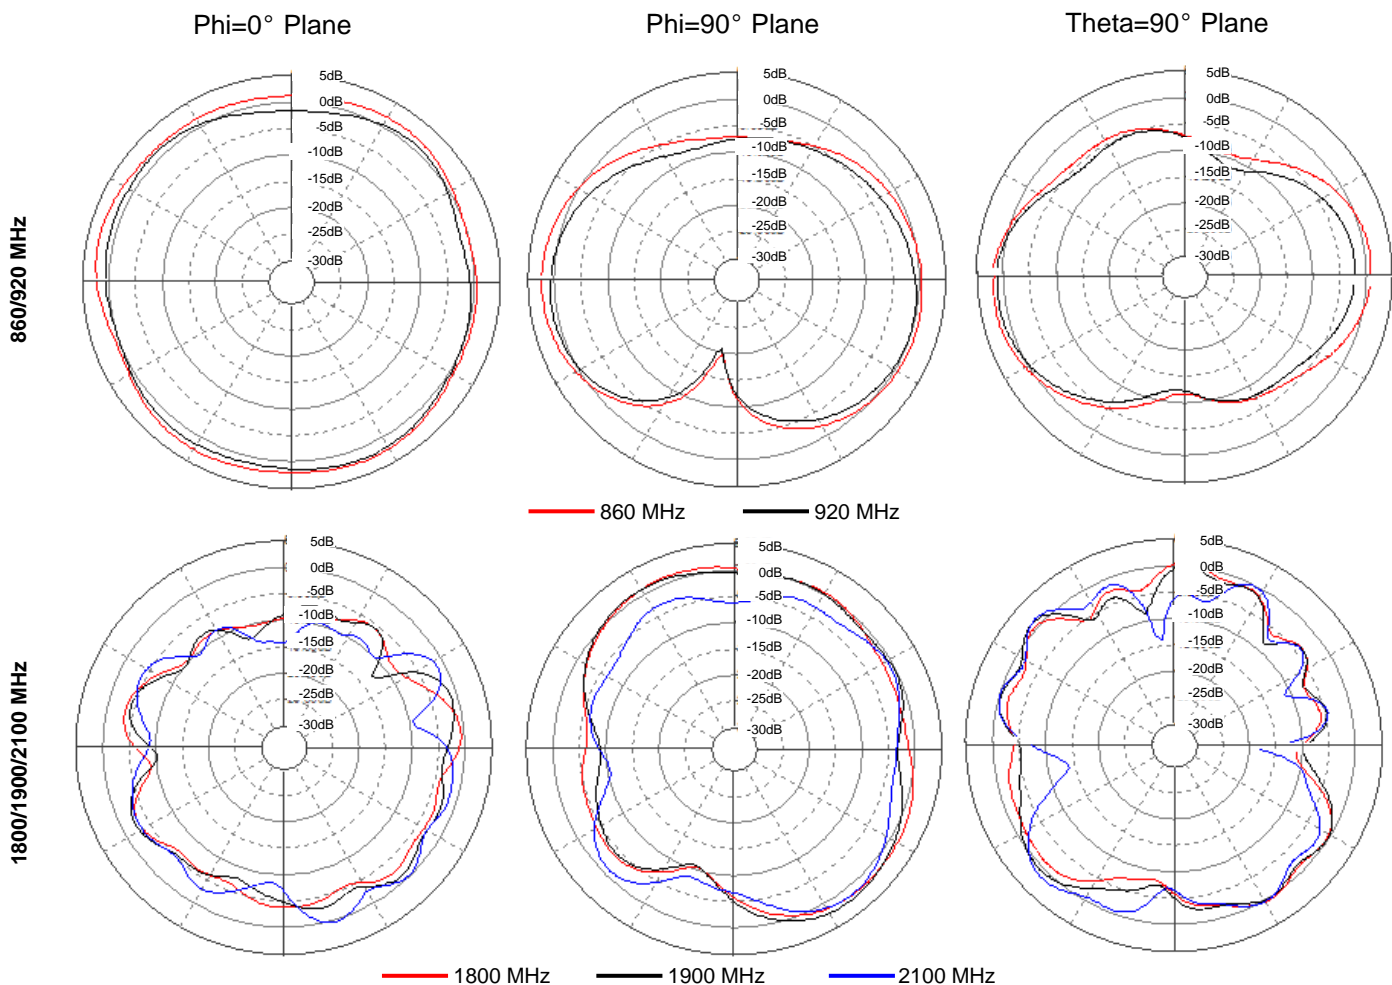 Phi=0° Plane
Phi=90° Plane
Theta=90° Plane
860/920 MHz
5dB
0dB
-5dB
-10dB
-15dB
-20dB
-25dB
-30dB
5dB
0dB
-5dB
-10dB
-15dB
-20dB
-25dB
-30dB
5dB
0dB
-5dB
-10dB
-15dB
-20dB
-25dB
-30dB
860 MHz
920 MHz
1800/1900/2100 MHz
5dB
0dB
-5dB
-10dB
-15dB
-20dB
-25dB
-30dB
5dB
0dB
-5dB
-10dB
-15dB
-20dB
-25dB
-30dB
5dB
0dB
-5dB
-10dB
-15dB
-20dB
-25dB
-30dB
1800 MHz
1900 MHz
2100 MHz